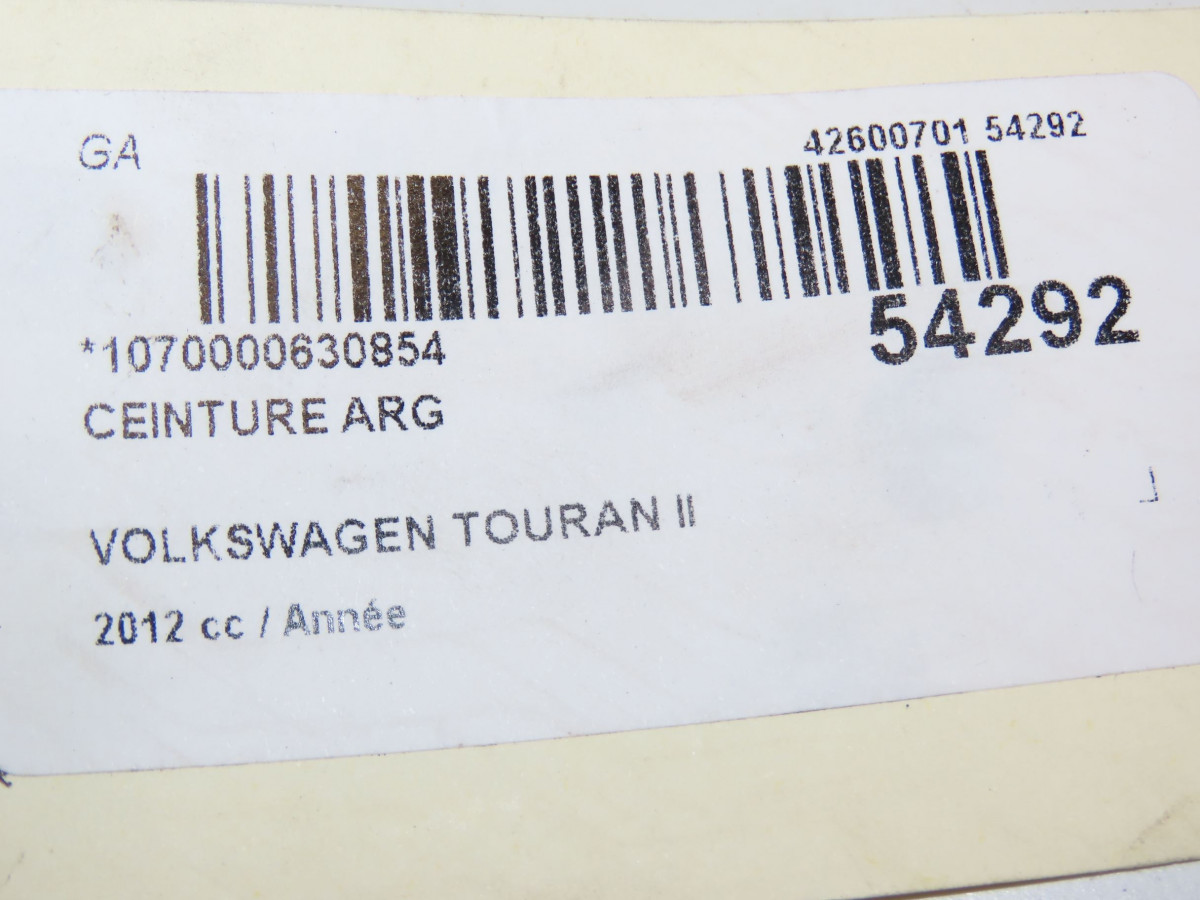 GA
42600701 54292
54292
*1070000630854
CEINTURE ARG
VOLKSWAGEN TOURAN II
2012 cc / Année